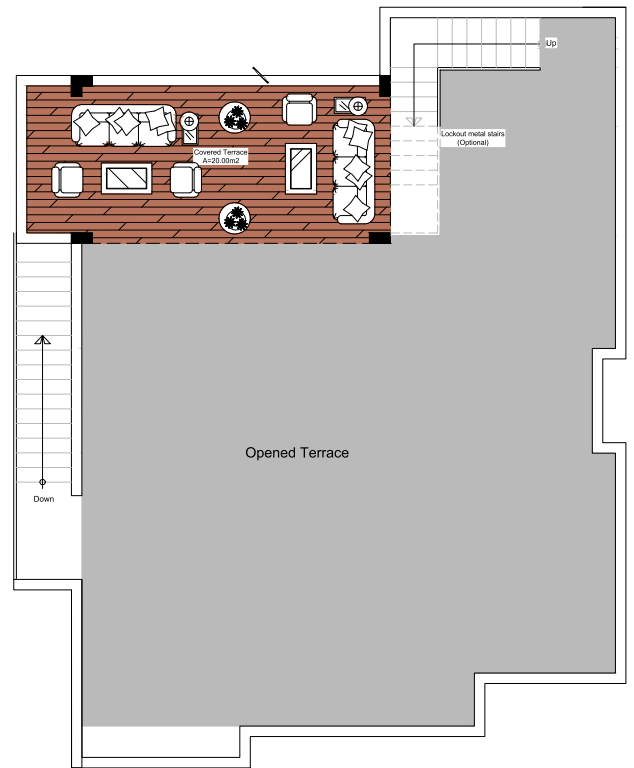 Up
Lockout metal stairs
(Optional)
Covered Terrace
A=20.00m2
Opened Terrace
Down